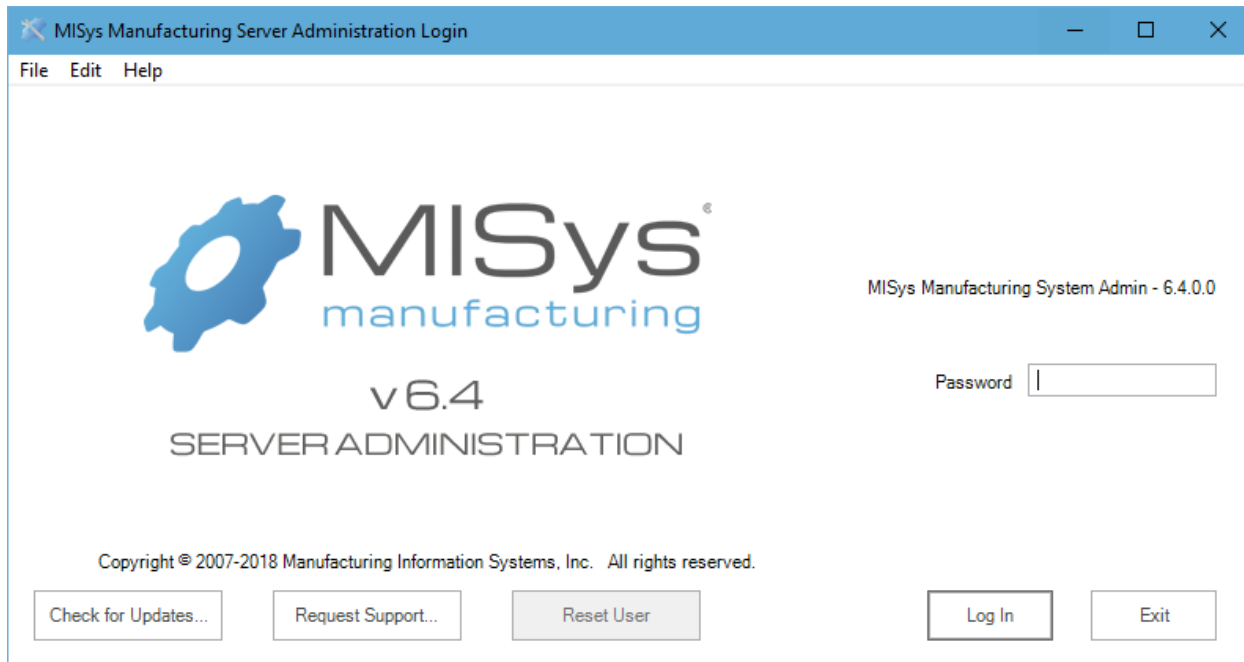 MISys Manufacturing Server Administration Login
File Edit Help
MISys®
manufacturing
v 6.4
SERVER ADMINISTRATION
MISys Manufacturing System Admin - 6.4.0.0
Password
Copyright © 2007-2018 Manufacturing Information Systems, Inc. All rights reserved.
Check for Updates... Request Support... Reset User Log In Exit